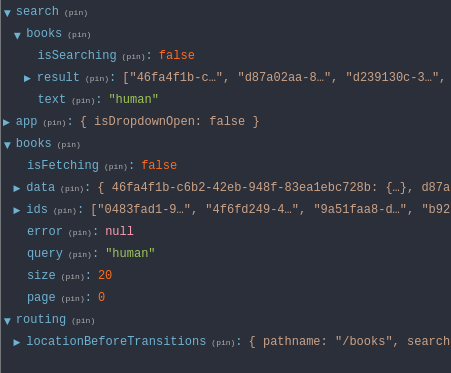 ▼ search (pin)
▼ books (pin)
isSearching (pin): false
▶ result (pin): ["46fa4f1b-c…", "d87a02aa-8…", "d239130c-3…",
text (pin): "human"
▶ app (pin): { isDropdownOpen: false }
▼ books (pin)
isFetching (pin): false
▶ data (pin): { 46fa4f1b-c6b2-42eb-948f-83ea1ebc728b: {…}, d87a
▶ ids (pin): ["0483fad1-9…", "4f6fd249-4…", "9a51faa8-d…", "b92
error (pin): null
query (pin): "human"
size (pin): 20
page (pin): 0
▼ routing (pin)
▶ locationBeforeTransitions (pin): { pathname: "/books", search